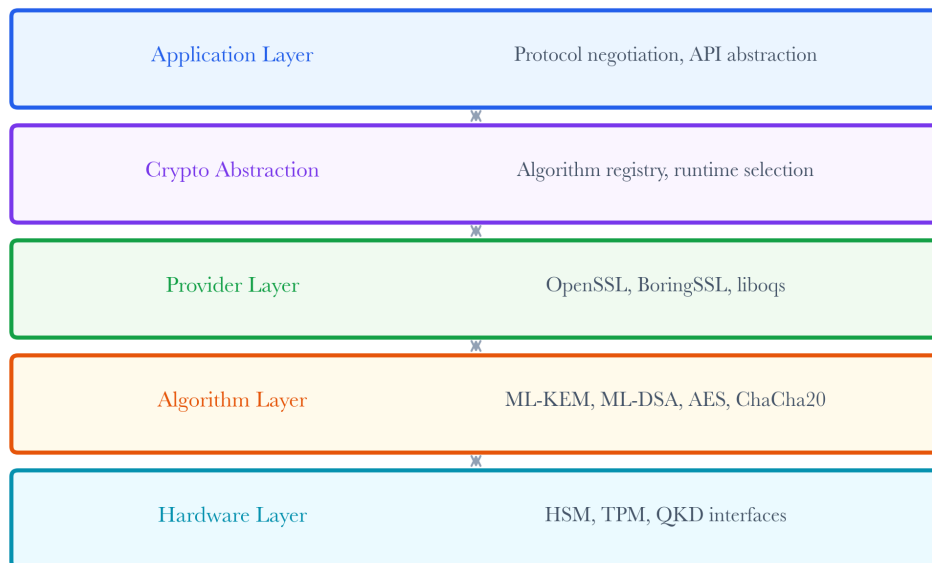 Application Layer Protocol negotiation, API abstraction
Crypto Abstraction Algorithm registry, runtime selection
Provider Layer OpenSSL, BoringSSL, liboqs
Algorithm Layer ML-KEM, ML-DSA, AES, ChaCha20
Hardware Layer HSM, TPM, QKD interfaces